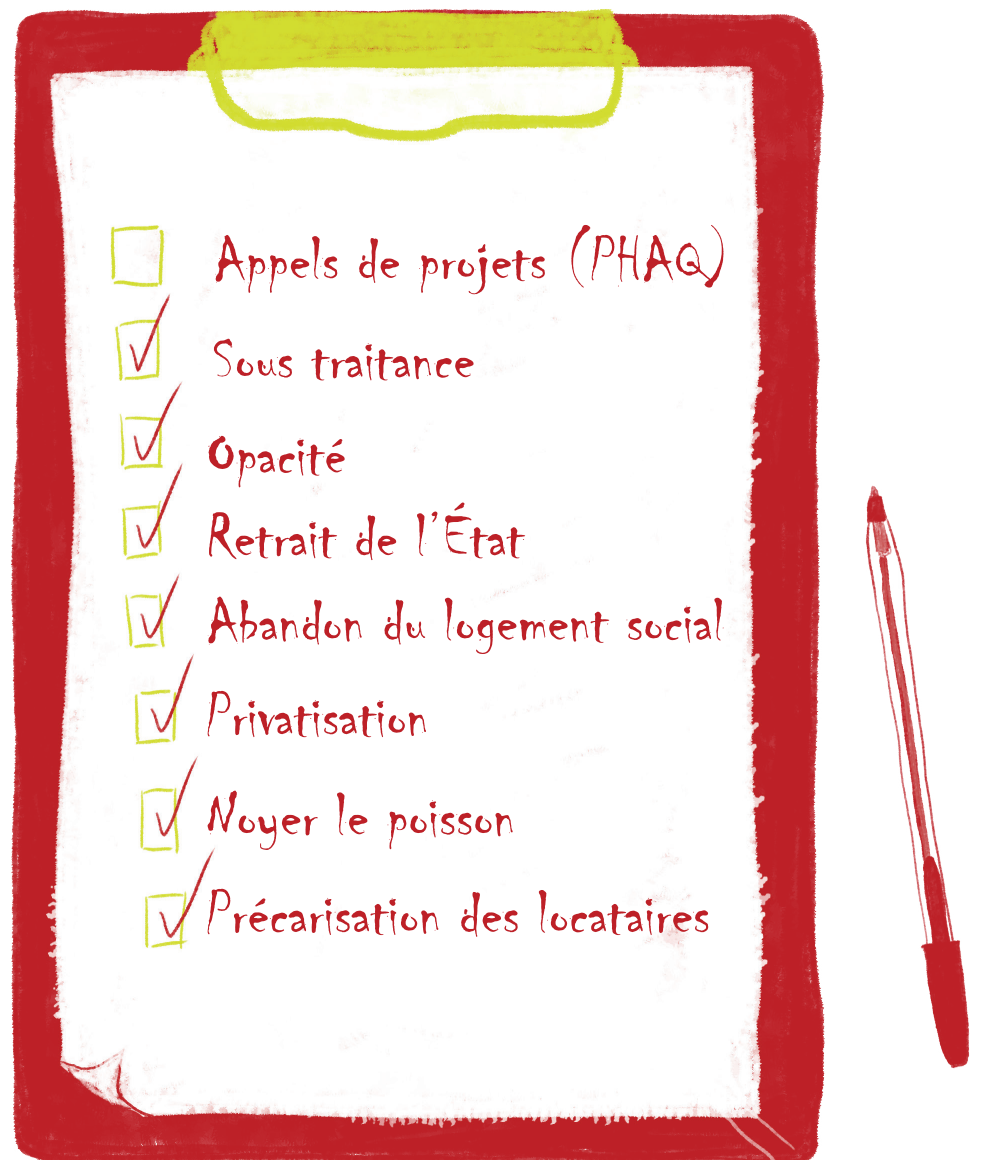 Appels de projets (PHAQ)
Sous traitance
Opacité
Retrait de l'État
Abandon du logement social
Privatisation
Noyer le poisson
Précarisation des locataires